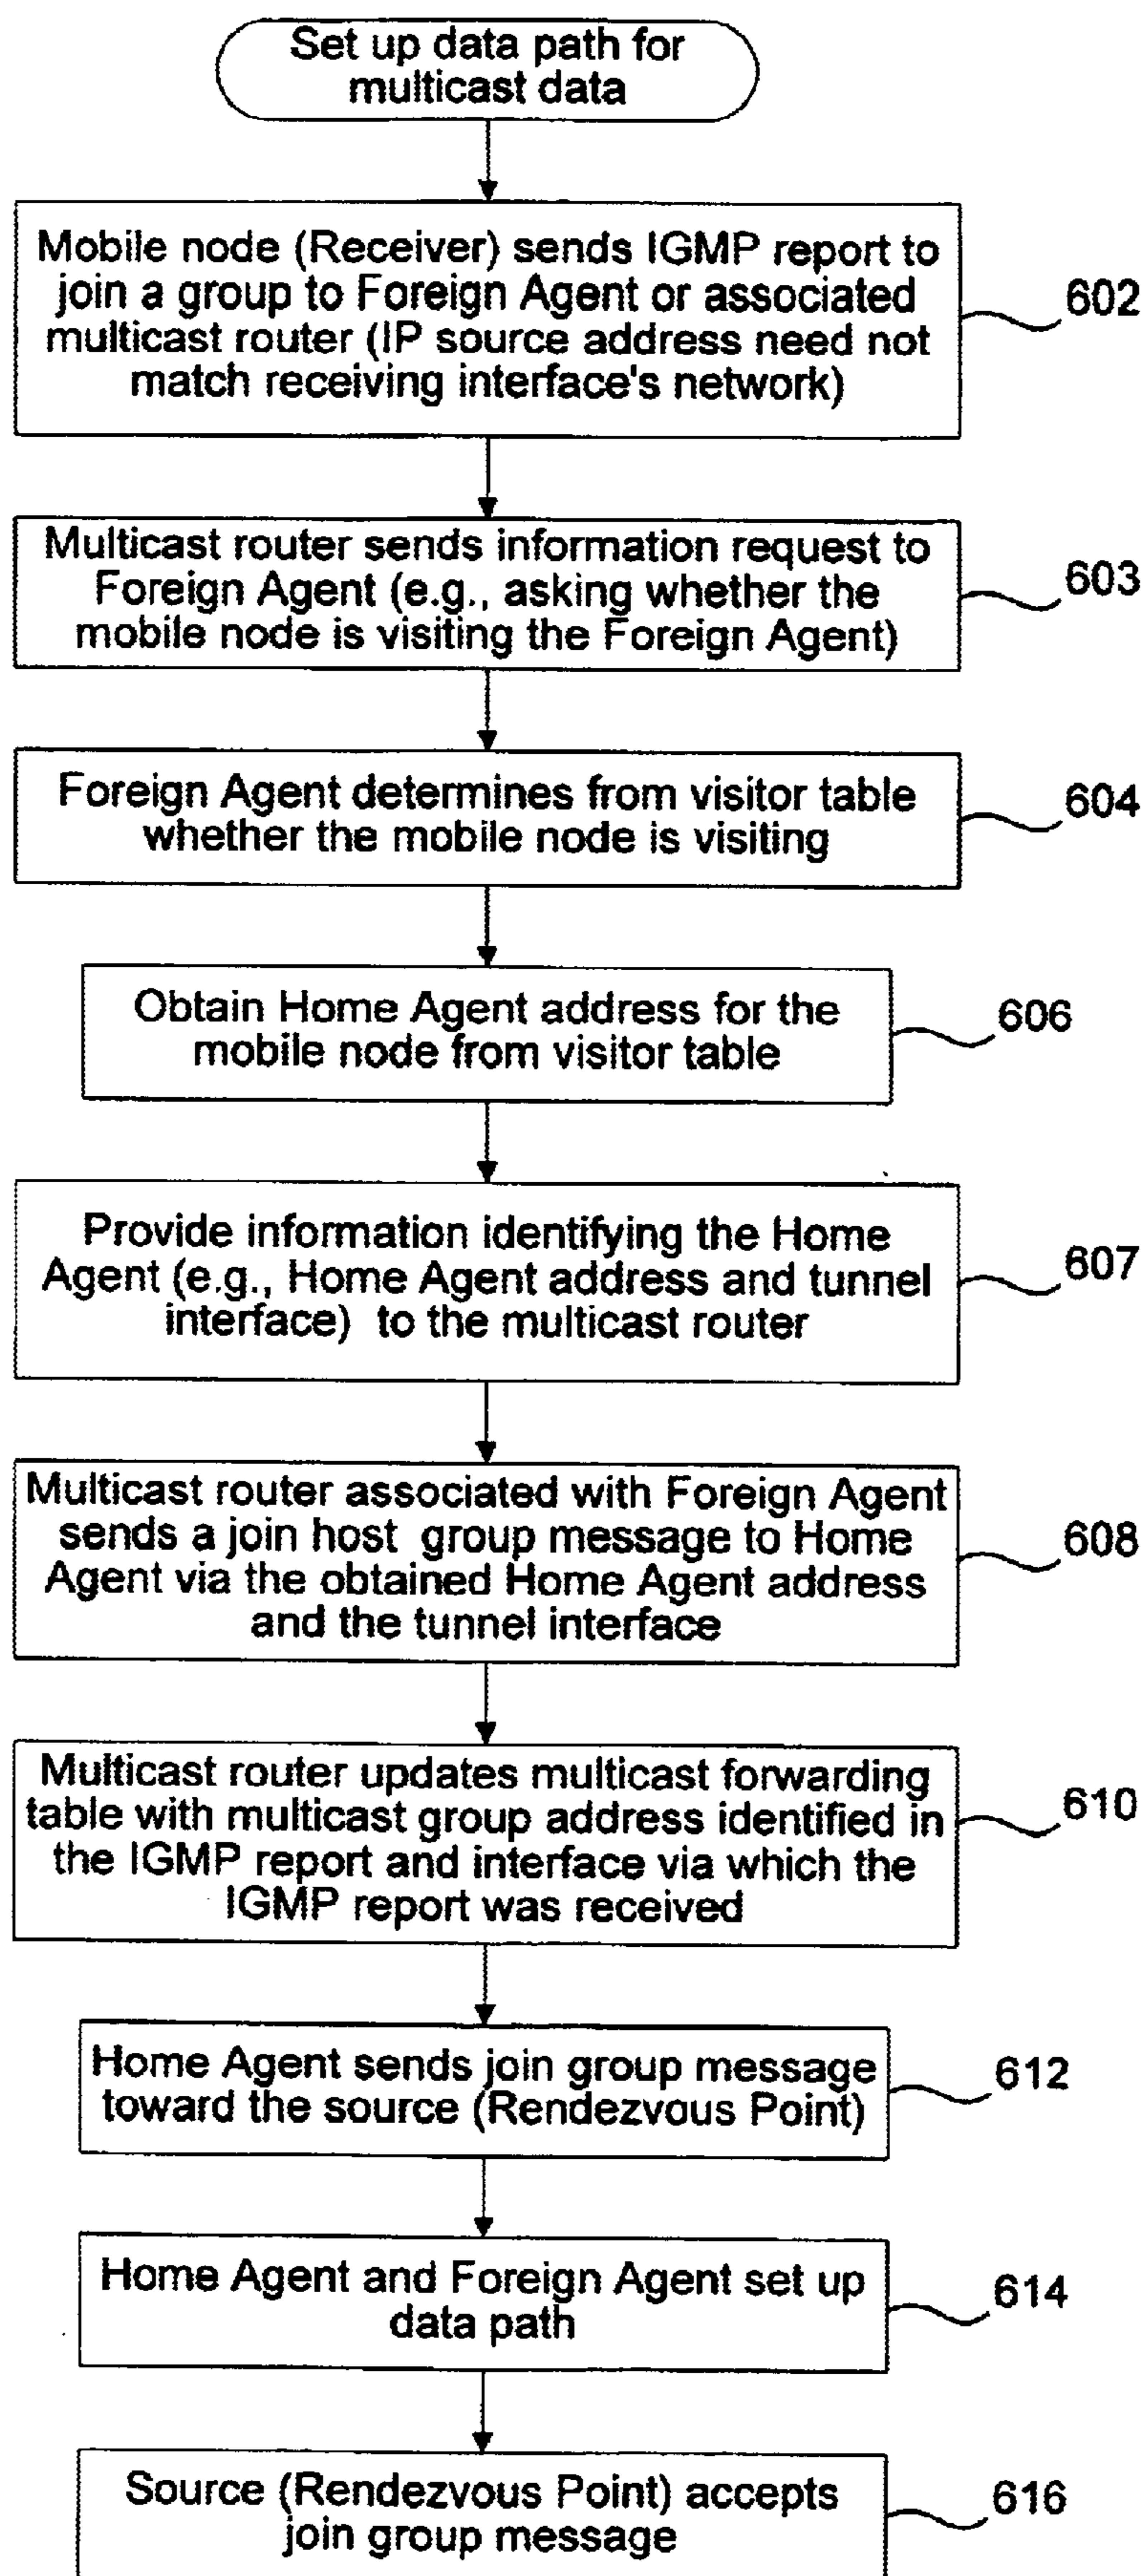 Set up data path for
multicast data
Mobile node (Receiver) sends IGMP report to
join a group to Foreign Agent or associated
multicast router (IP source address need not
match receiving interface's network)
602
Multicast router sends information request to
Foreign Agent (e.g., asking whether the
mobile node is visiting the Foreign Agent)
603
Foreign Agent determines from visitor table
whether the mobile node is visiting
604
Obtain Home Agent address for the
mobile node from visitor table
606
Provide information identifying the Home
Agent (e.g., Home Agent address and tunnel
interface) to the multicast router
607
Multicast router associated with Foreign Agent
sends a join host group message to Home
Agent via the obtained Home Agent address
and the tunnel interface
608
Multicast router updates multicast forwarding
table with multicast group address identified in
the IGMP report and interface via which the
IGMP report was received
610
Home Agent sends join group message
toward the source (Rendezvous Point)
612
Home Agent and Foreign Agent set up
data path
614
Source (Rendezvous Point) accepts
join group message
616